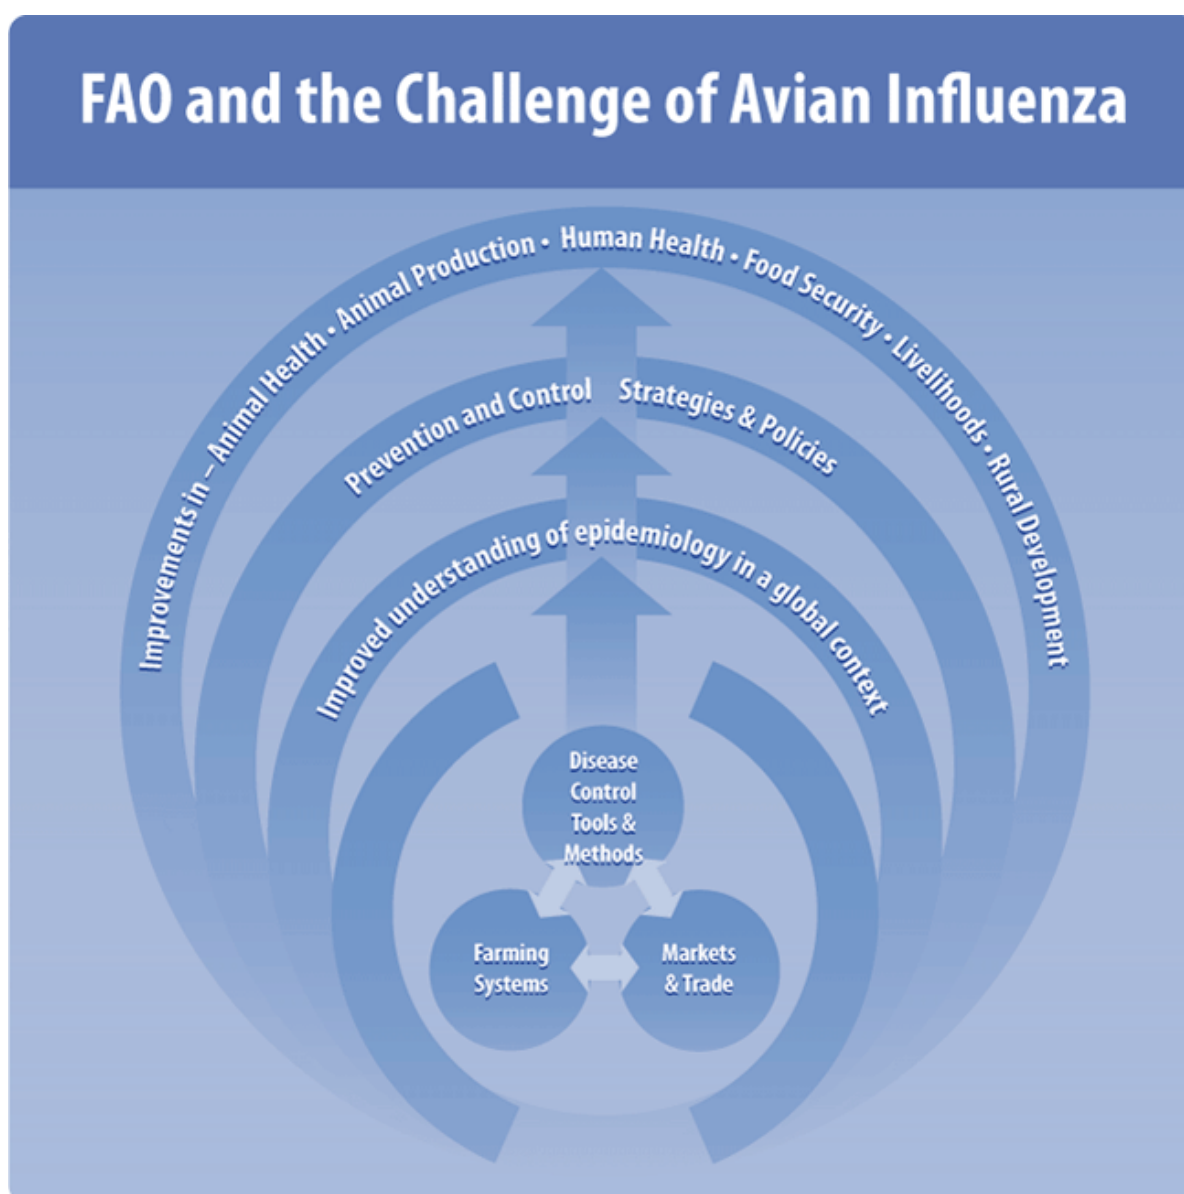 FAO and the Challenge of Avian Influenza
Improvements in – Animal Health • Animal Production • Human Health • Food Security • Livelihoods • Rural Development
Prevention and Control Strategies & Policies
Improved understanding of epidemiology in a global context
Disease
Control
Tools &
Methods
Farming
Systems
Markets
& Trade